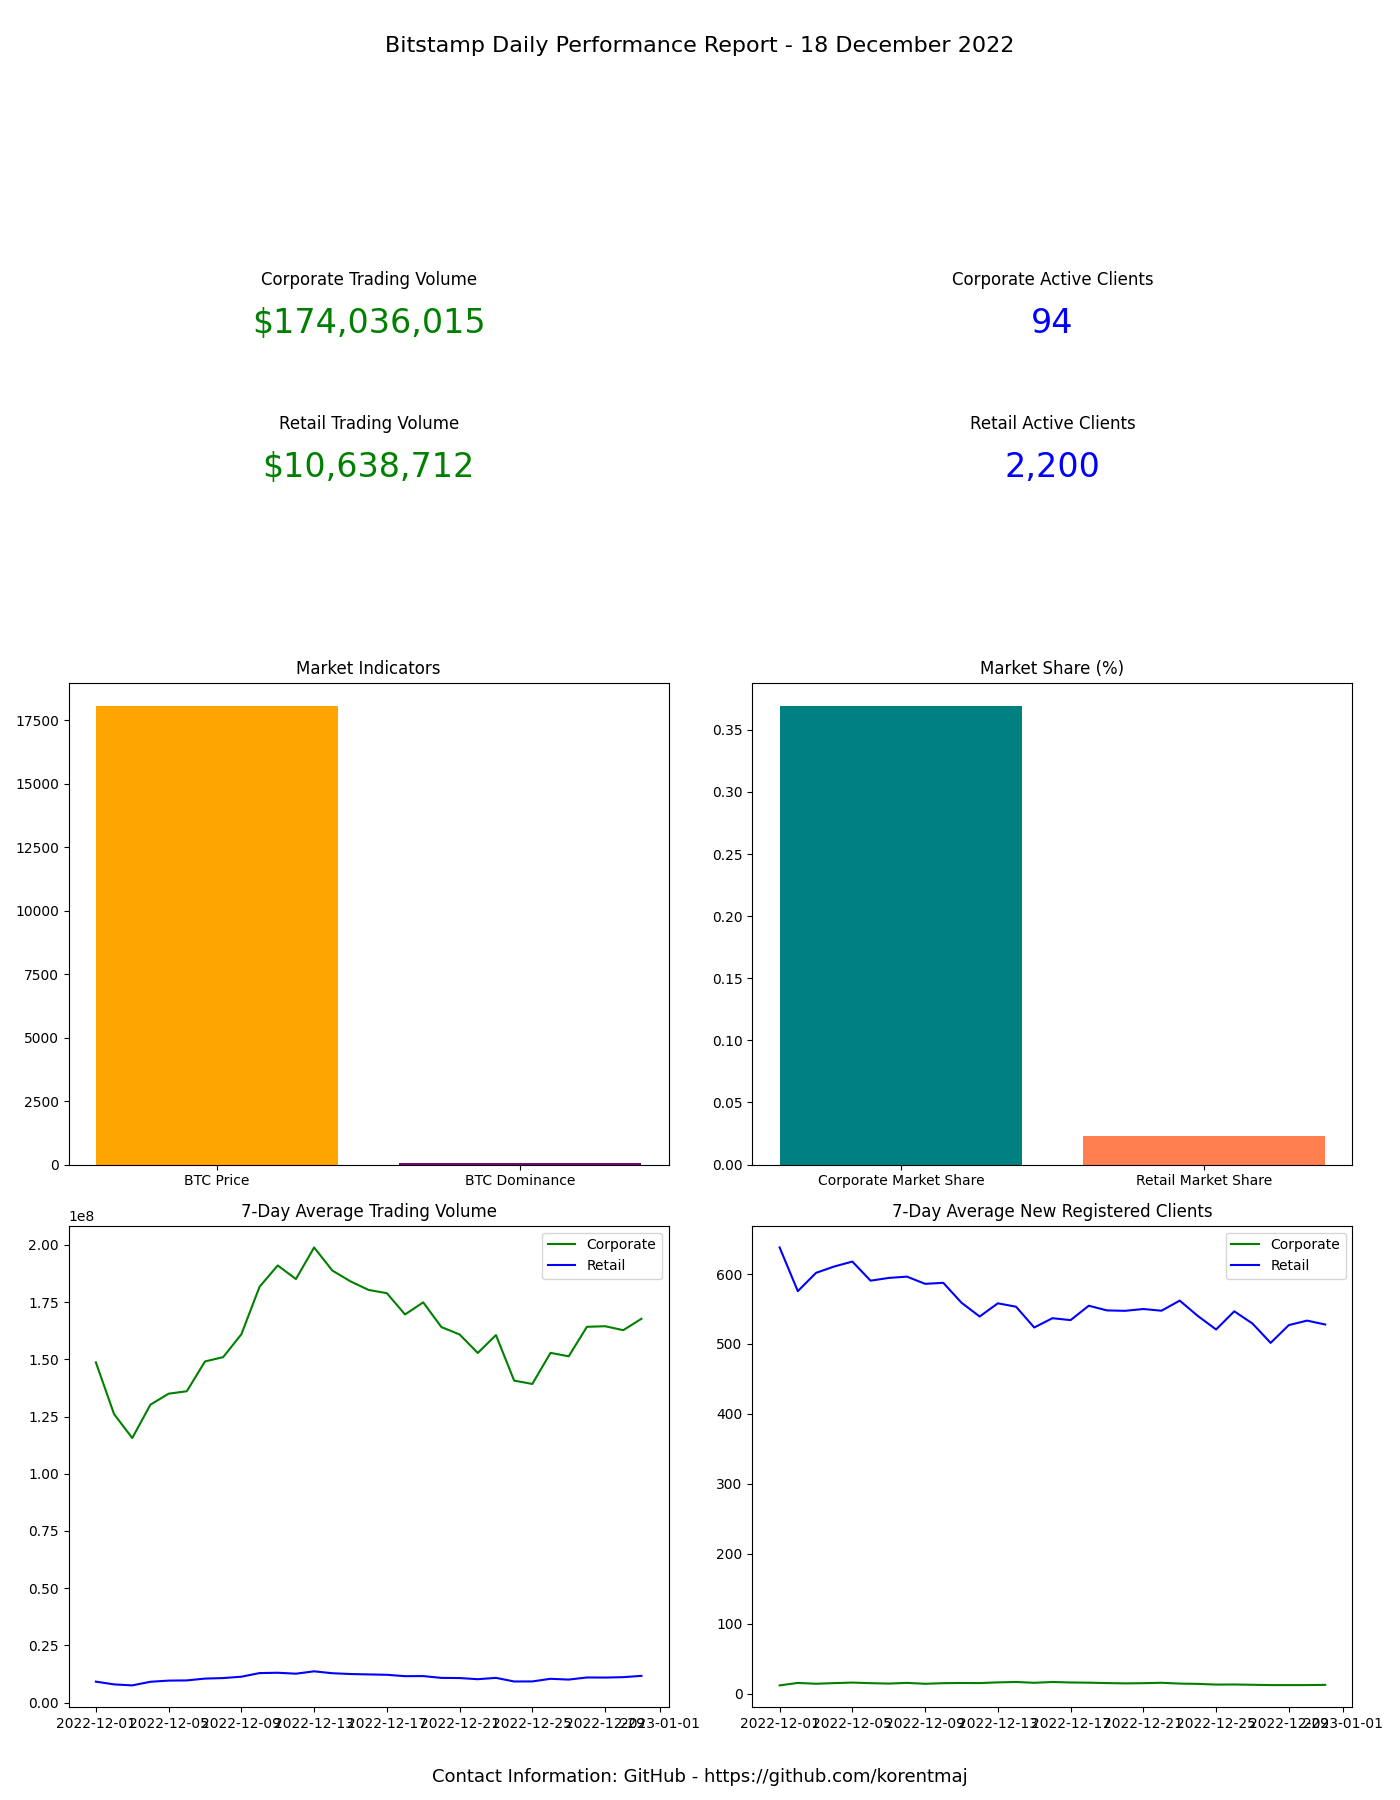 Bitstamp Daily Performance Report - 18 December 2022
Corporate Trading Volume
$174,036,015
Corporate Active Clients
94
Retail Trading Volume
$10,638,712
Retail Active Clients
2,200
Market Indicators
17500
15000
12500
10000
7500
5000
2500
0
BTC Price
BTC Dominance
Market Share (%)
0.35
0.30
0.25
0.20
0.15
0.10
0.05
0.00
Corporate Market Share
Retail Market Share
7-Day Average Trading Volume
1e8
Corporate
Retail
2.00
1.75
1.50
1.25
1.00
0.75
0.50
0.25
0.00
2022-12-01
2022-12-05
2022-12-09
2022-12-13
2022-12-17
2022-12-21
2022-12-25
2022-12-29
2023-01-01
7-Day Average New Registered Clients
Corporate
Retail
600
500
400
300
200
100
0
2022-12-01
2022-12-05
2022-12-09
2022-12-13
2022-12-17
2022-12-21
2022-12-25
2022-12-29
2023-01-01
Contact Information: GitHub - https://github.com/korentmaj